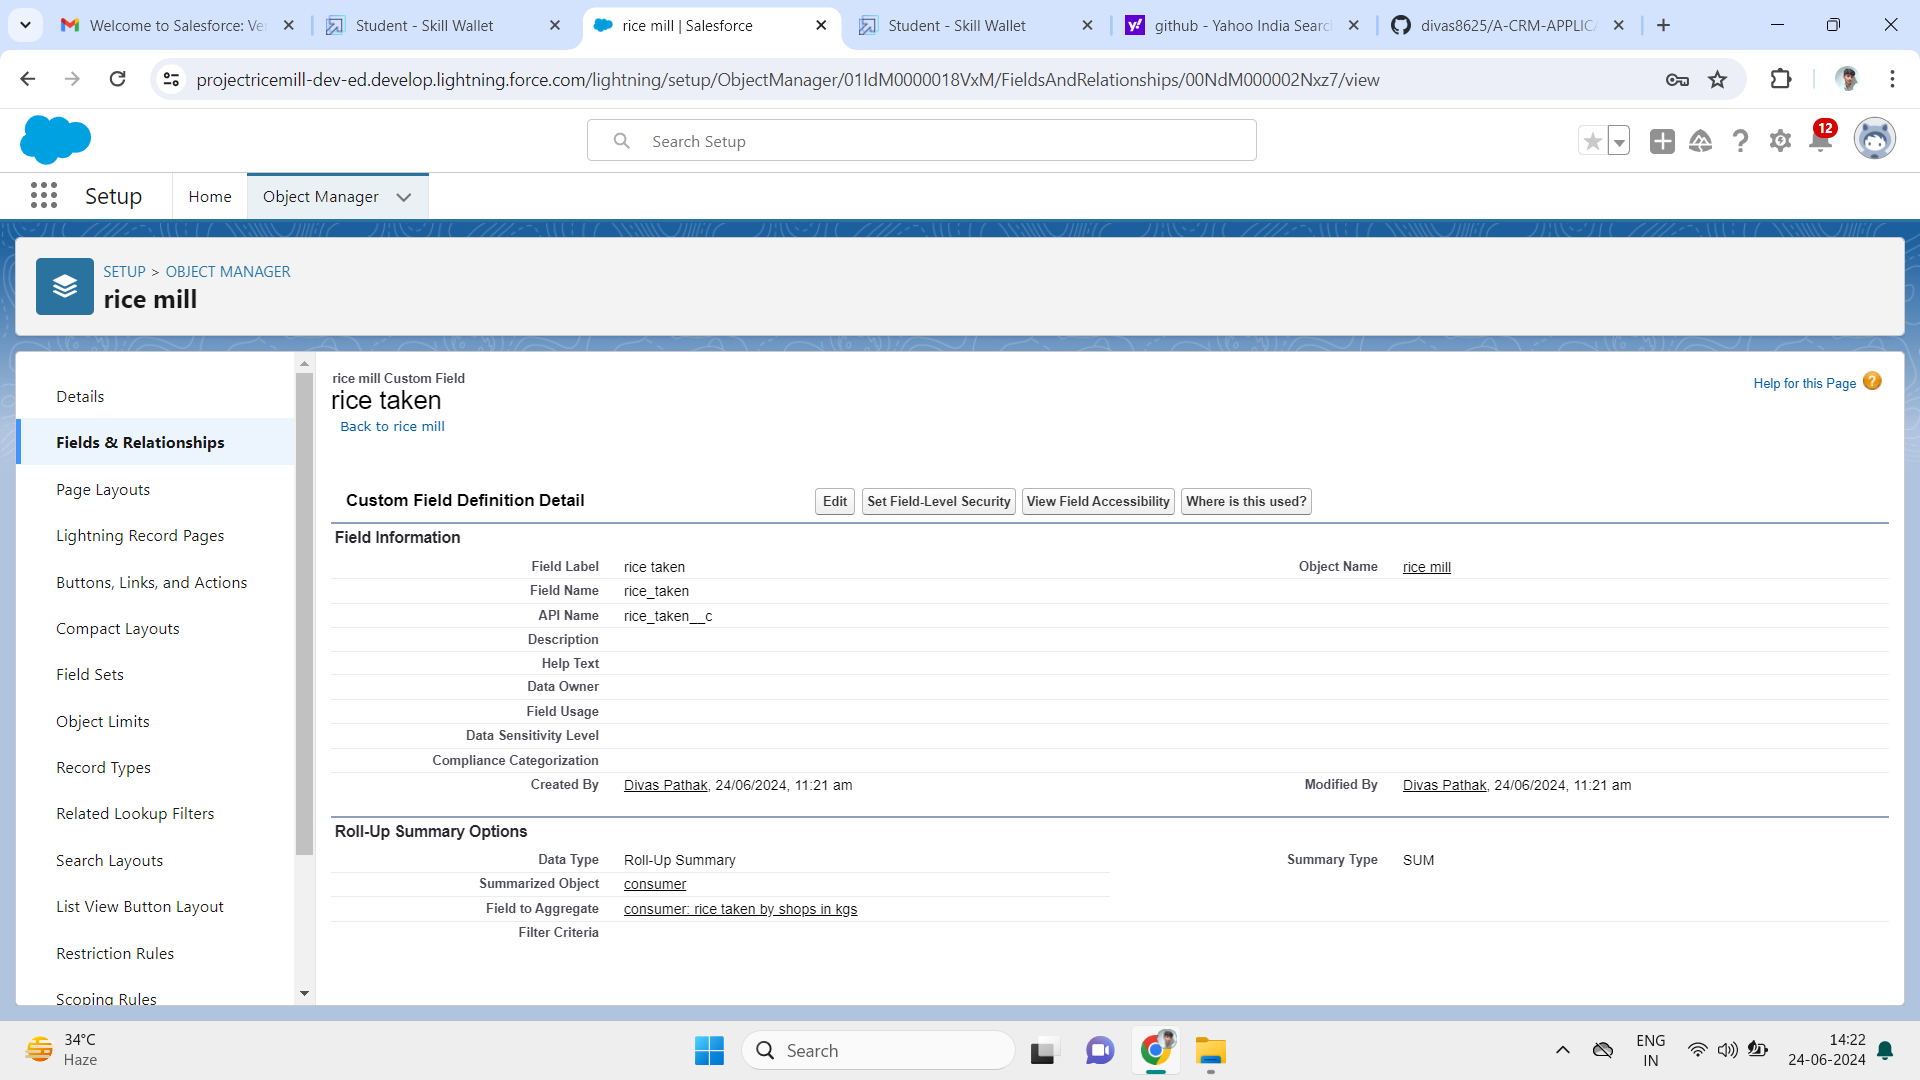 Welcome to Salesforce: Ver
Student - Skill Wallet
rice mill | Salesforce
Student - Skill Wallet
github - Yahoo India Search
divas8625/A-CRM-APPLICA
projectricemill-dev-ed.develop.lightning.force.com/lightning/setup/ObjectManager/01IdM0000018VxM/FieldsAndRelationships/00NdM000002Nxz7/view
Search Setup
12
Setup
Home
Object Manager
SETUP > OBJECT MANAGER
rice mill
Details
Fields & Relationships
Page Layouts
Lightning Record Pages
Buttons, Links, and Actions
Compact Layouts
Field Sets
Object Limits
Record Types
Related Lookup Filters
Search Layouts
List View Button Layout
Restriction Rules
Scoping Rules
rice mill Custom Field
rice taken
Back to rice mill
Help for this Page ?
Custom Field Definition Detail
Edit
Set Field-Level Security
View Field Accessibility
Where is this used?
Field Information
Field Label rice taken
Object Name rice mill
Field Name rice_taken
API Name rice_taken__c
Description
Help Text
Data Owner
Field Usage
Data Sensitivity Level
Compliance Categorization
Created By Divas Pathak, 24/06/2024, 11:21 am
Modified By Divas Pathak, 24/06/2024, 11:21 am
Roll-Up Summary Options
Data Type Roll-Up Summary
Summary Type SUM
Summarized Object consumer
Field to Aggregate consumer: rice taken by shops in kgs
Filter Criteria
34°C
Haze
Search
ENG
IN
14:22
24-06-2024